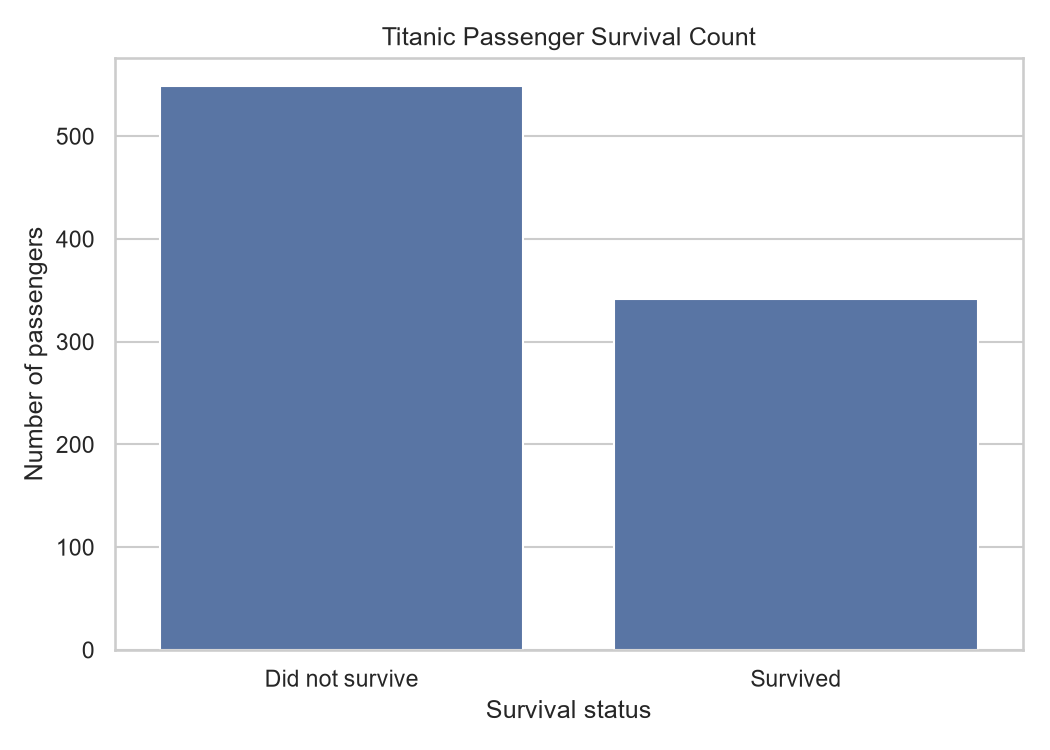 Titanic Passenger Survival Count
Number of passengers
500
400
300
200
100
0
Did not survive
Survived
Survival status